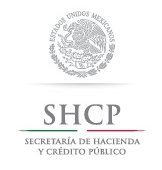 ESTADOS UNIDOS MEXICANOS
SHCP
SECRETARÍA DE HACIENDA
Y CRÉDITO PÚBLICO